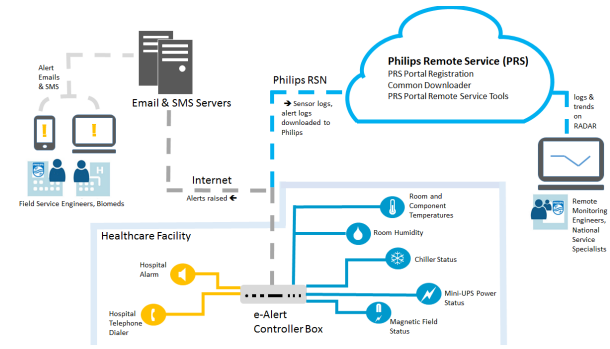 Alert
Emails
& SMS
Email & SMS Servers
Field Service Engineers, Biomeds
Philips RSN
➔ Sensor logs,
alert logs
downloaded to
Philips
Philips Remote Service (PRS)
PRS Portal Registration
Common Downloader
PRS Portal Remote Service Tools
logs &
trends
on
RADAR
Remote
Monitoring
Engineers,
National
Service
Specialists
Internet
Alerts raised 🡸
Healthcare Facility
Hospital
Alarm
Hospital
Telephone
Dialer
e-Alert
Controller Box
Room and
Component
Temperatures
Room Humidity
Chiller Status
Mini-UPS Power
Status
Magnetic Field
Status
H